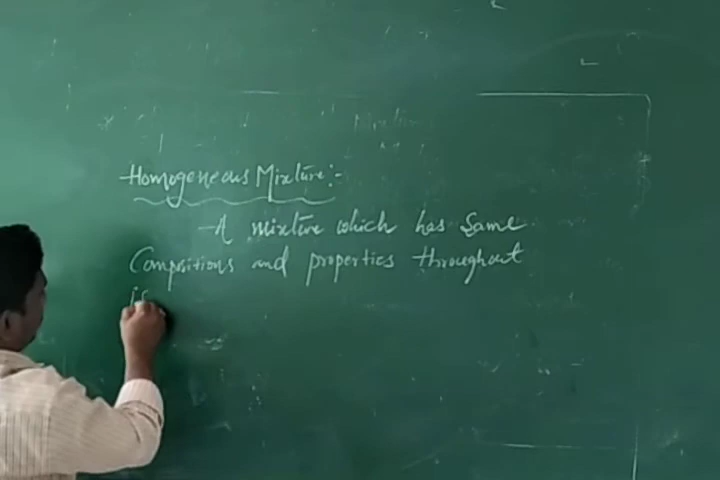 Homogeneous Mixture:-
A mixture which has same
Compositions and properties throughout
is